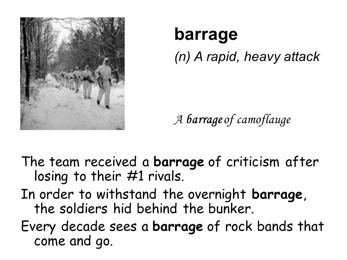 barrage
(n) A rapid, heavy attack
A barrage of camoflauge
The team received a barrage of criticism after
losing to their #1 rivals.
In order to withstand the overnight barrage,
the soldiers hid behind the bunker.
Every decade sees a barrage of rock bands that
come and go.